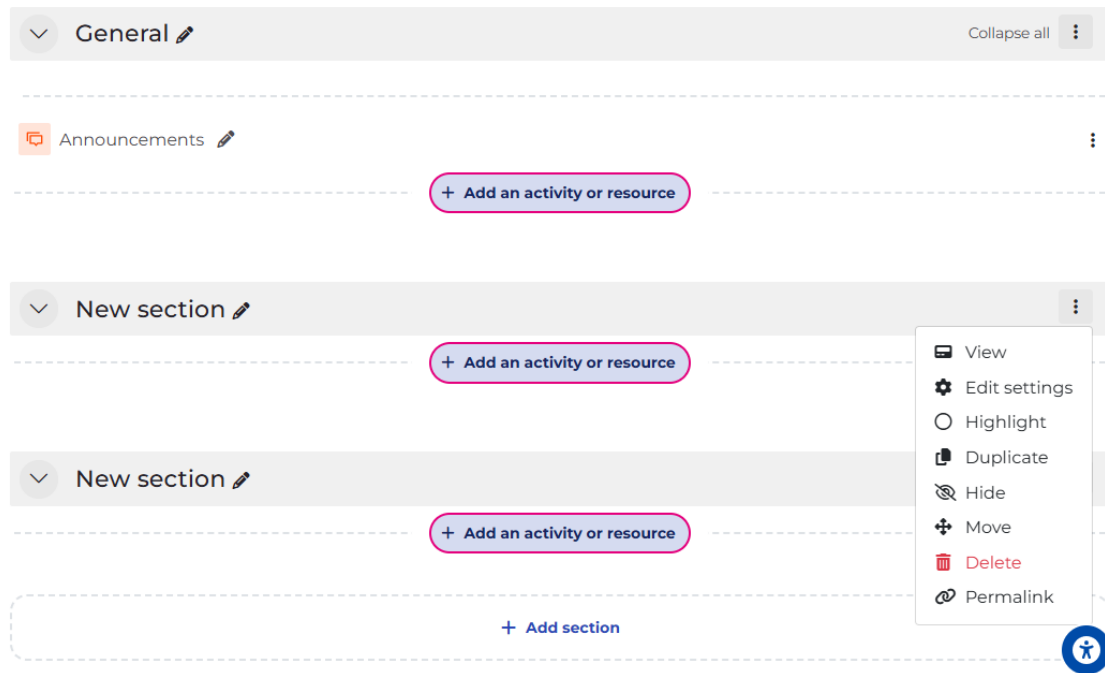 General
Collapse all
Announcements
+ Add an activity or resource
New section
+ Add an activity or resource
View
Edit settings
Highlight
Duplicate
Hide
Move
Delete
Permalink
New section
+ Add an activity or resource
+ Add section